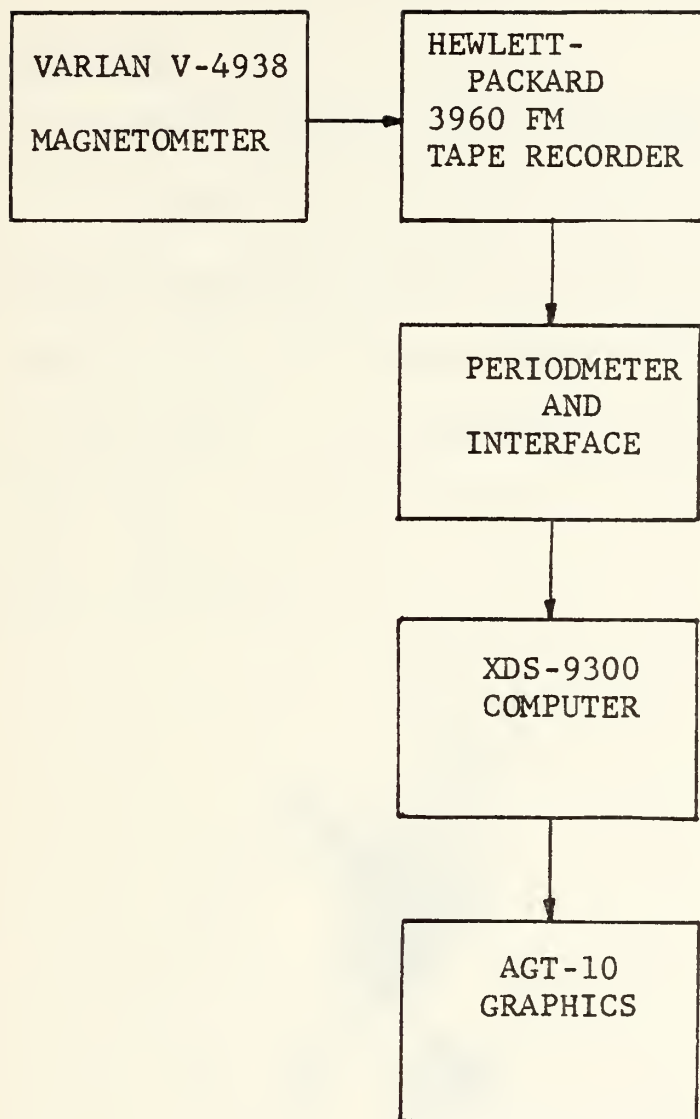 VARIAN V-4938
MAGNETOMETER
HEWLETT-
PACKARD
3960 FM
TAPE RECORDER
PERIODMETER
AND
INTERFACE
XDS-9300
COMPUTER
AGT-10
GRAPHICS